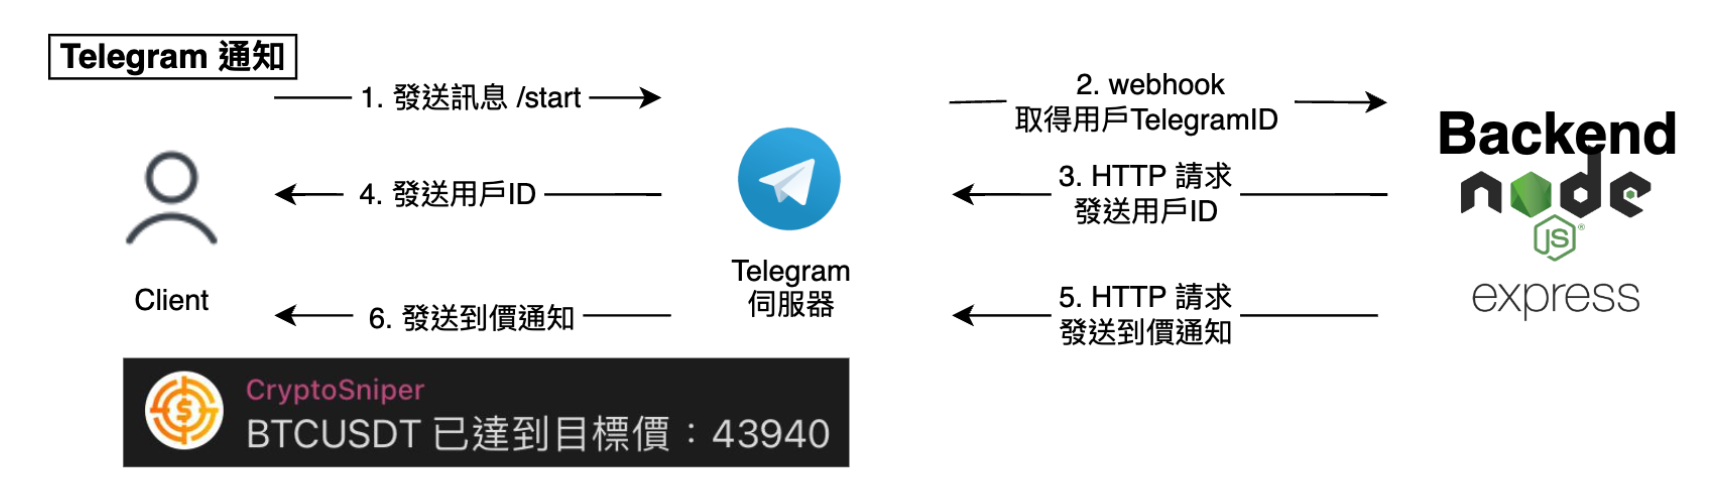 Telegram 通知
1. 發送訊息 /start
2. webhook
取得用戶TelegramID
Backend
node
JS
express
3. HTTP 請求
發送用戶ID
4. 發送用戶ID
Telegram
伺服器
Client
5. HTTP 請求
發送到價通知
6. 發送到價通知
CryptoSniper
BTCUSDT 已達到目標價：43940